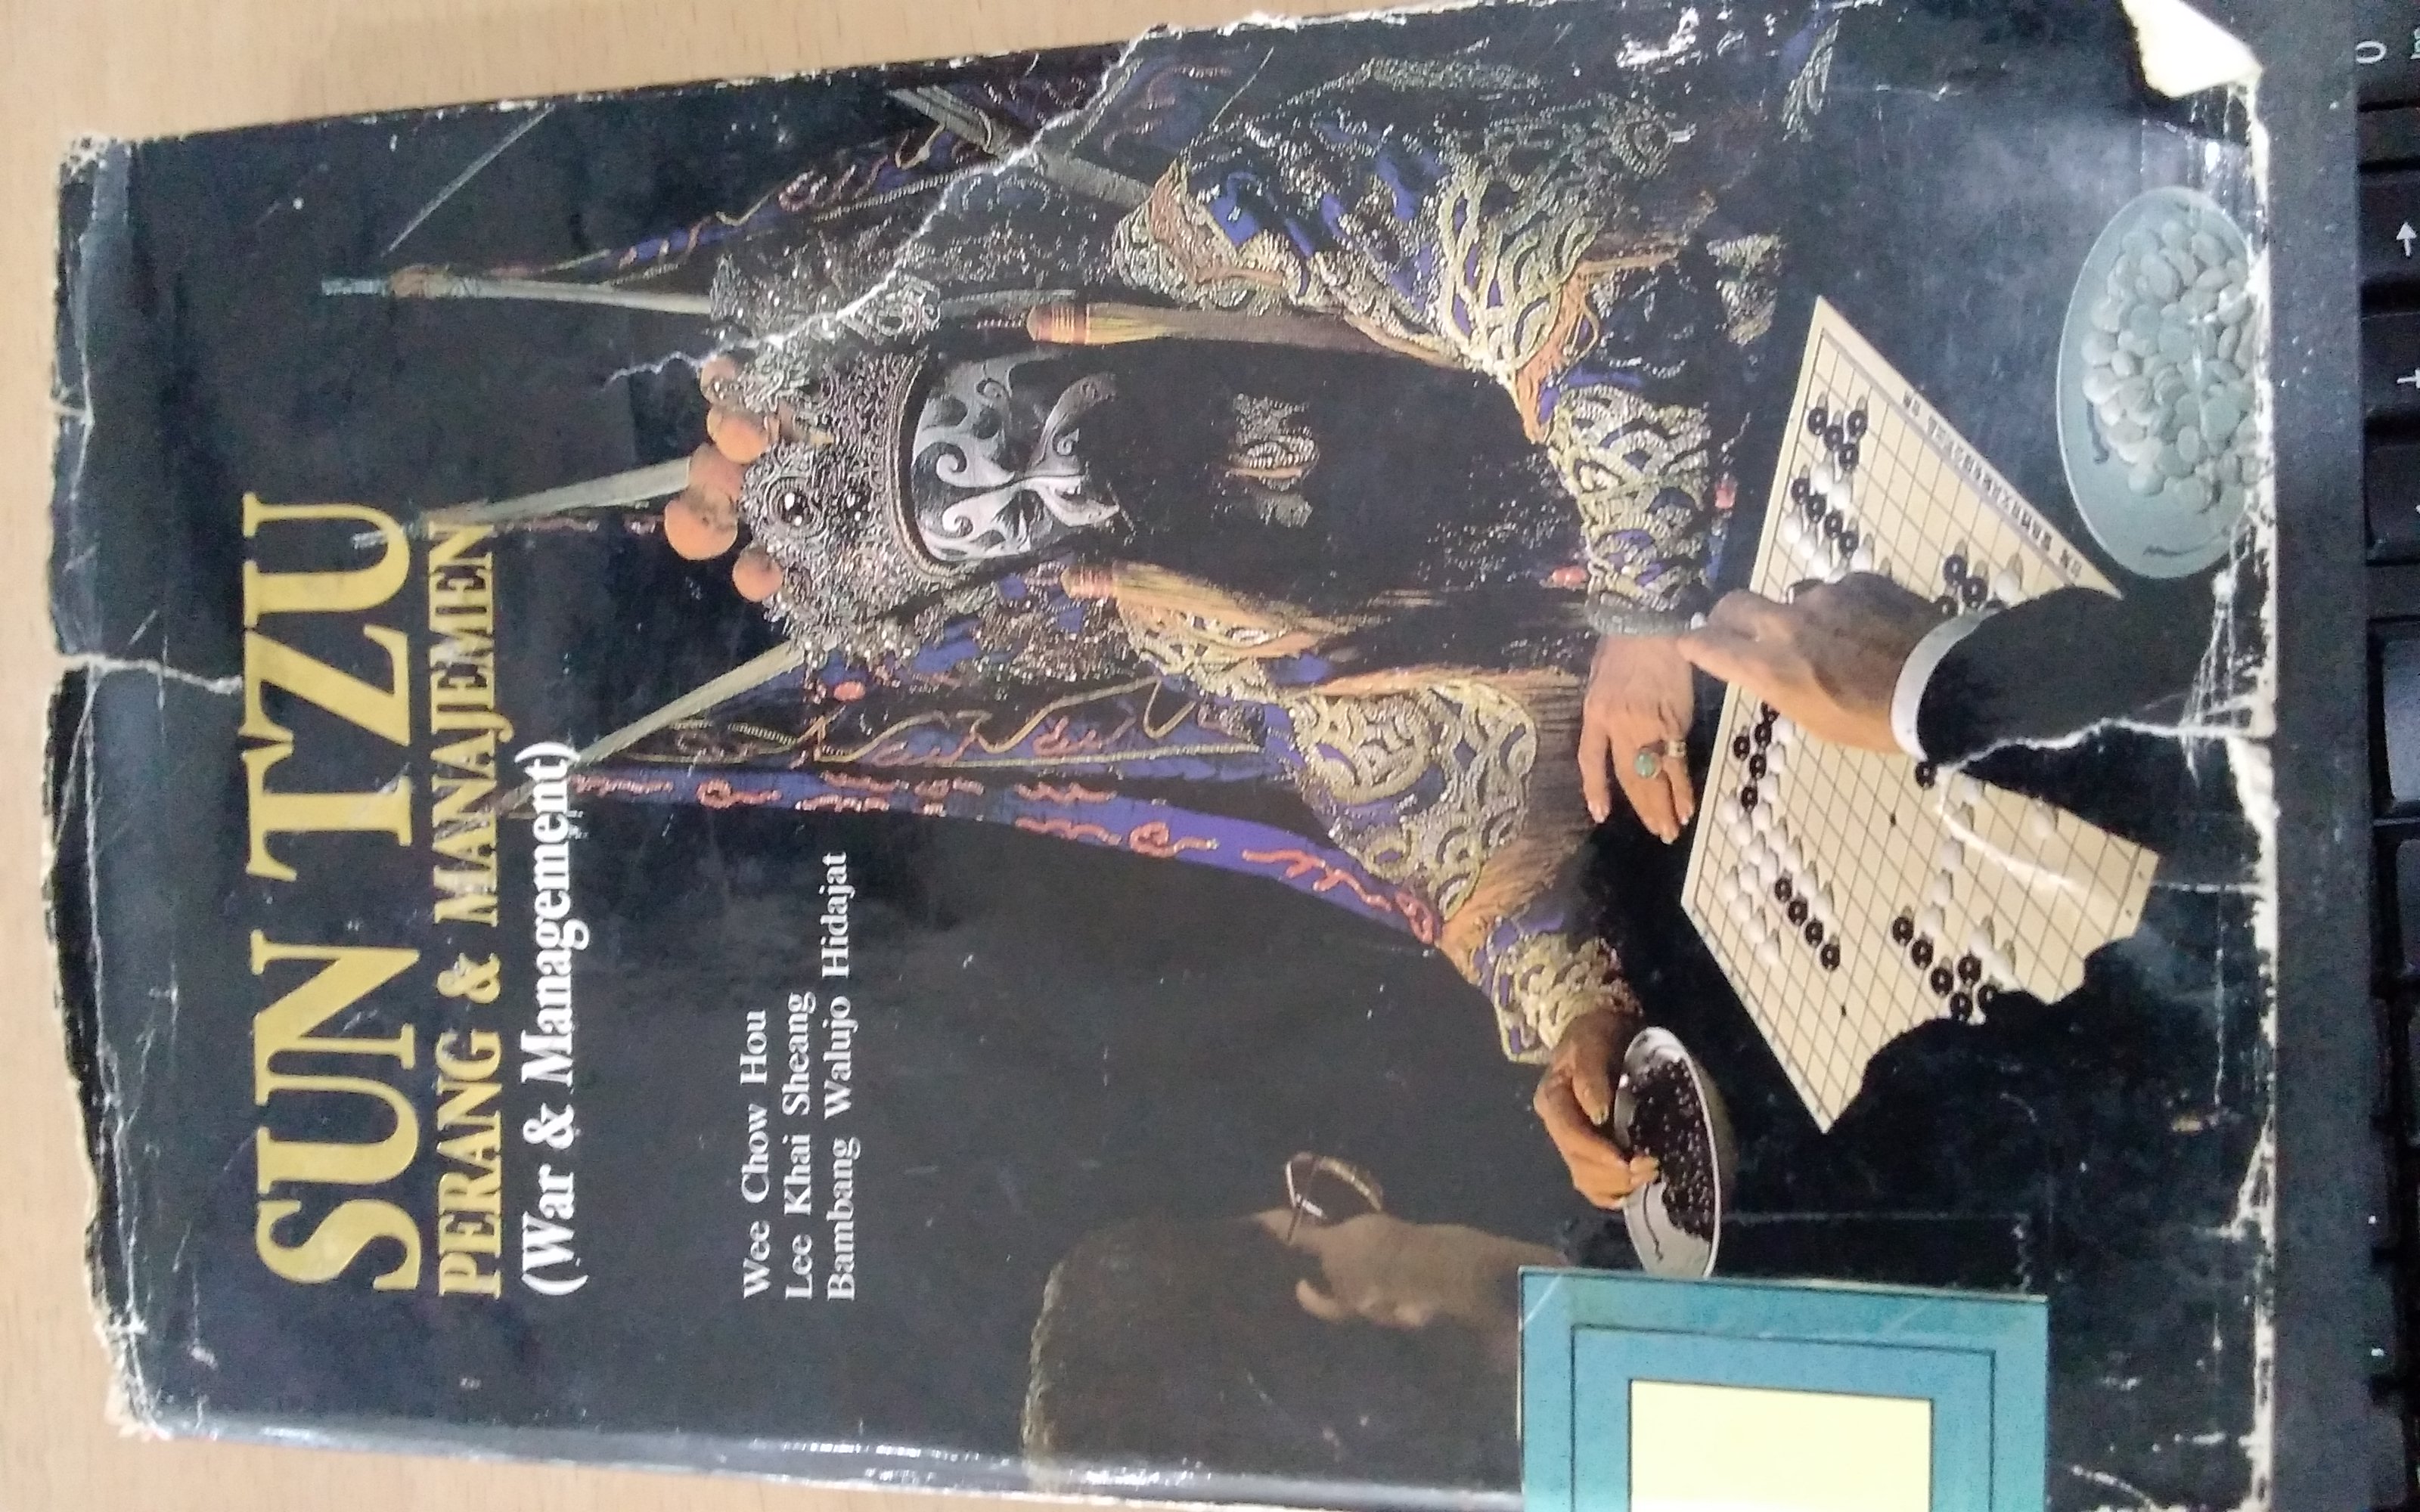 SUN TZU
PERANG & MANAJEMEN
(War & Management)
Wee Chow Hou
Lee Khai Sheang
Bambang Walujo Hidajat